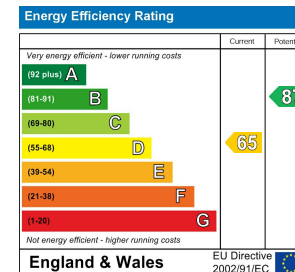 Energy Efficiency Rating
Current
Very energy efficient - lower running costs
(92 plus) A
(81-91) B
(69-80) C
(55-68) D
65
(39-54) E
(21-38) F
(1-20) G
Not energy efficient - higher running costs
England & Wales
EU Directive
2002/91/EC